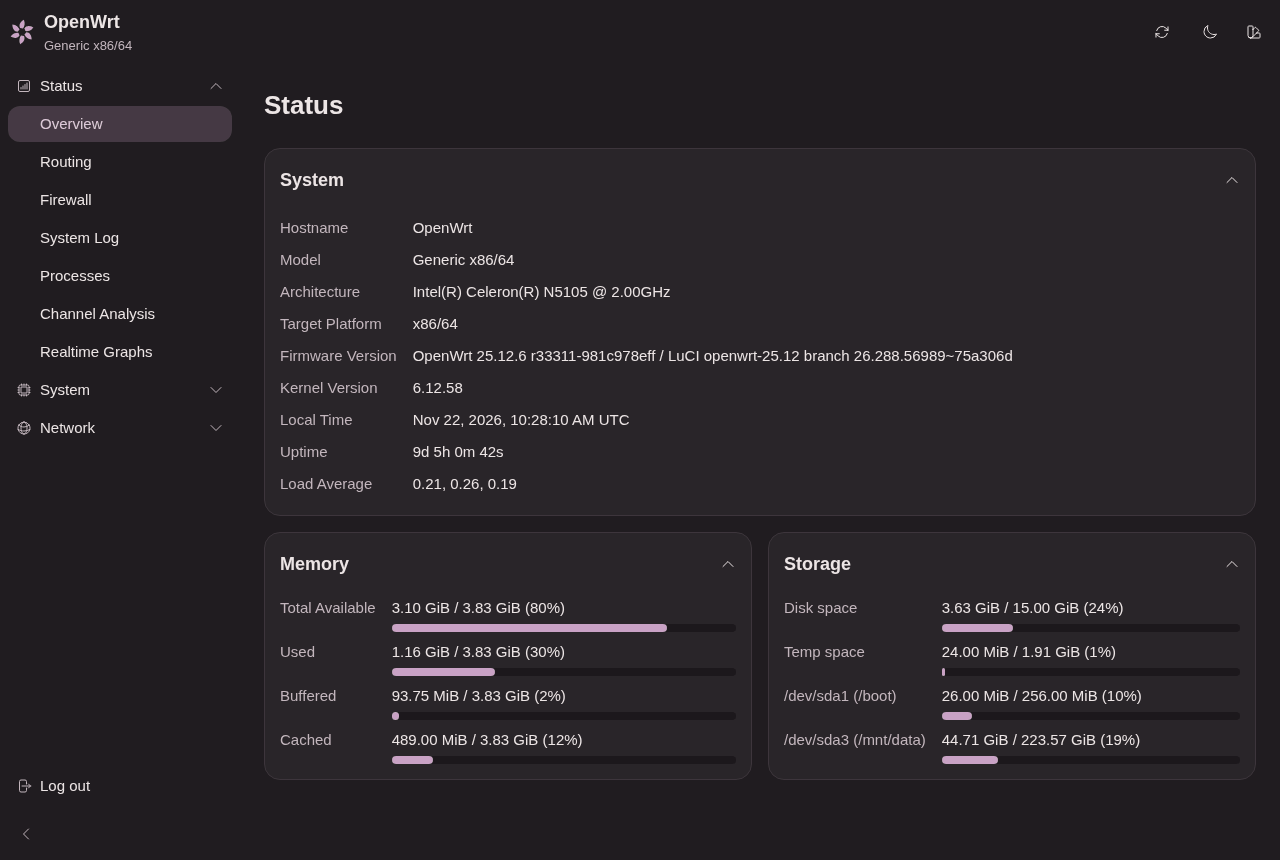 OpenWrt
Generic x86/64
Status
Overview
Routing
Firewall
System Log
Processes
Channel Analysis
Realtime Graphs
System
Network
Log out
Status
System
Hostname OpenWrt
Model Generic x86/64
Architecture Intel(R) Celeron(R) N5105 @ 2.00GHz
Target Platform x86/64
Firmware Version OpenWrt 25.12.6 r33311-981c978eff / LuCI openwrt-25.12 branch 26.288.56989~75a306d
Kernel Version 6.12.58
Local Time Nov 22, 2026, 10:28:10 AM UTC
Uptime 9d 5h 0m 42s
Load Average 0.21, 0.26, 0.19
Memory
Total Available 3.10 GiB / 3.83 GiB (80%)
Used 1.16 GiB / 3.83 GiB (30%)
Buffered 93.75 MiB / 3.83 GiB (2%)
Cached 489.00 MiB / 3.83 GiB (12%)
Storage
Disk space 3.63 GiB / 15.00 GiB (24%)
Temp space 24.00 MiB / 1.91 GiB (1%)
/dev/sda1 (/boot) 26.00 MiB / 256.00 MiB (10%)
/dev/sda3 (/mnt/data) 44.71 GiB / 223.57 GiB (19%)